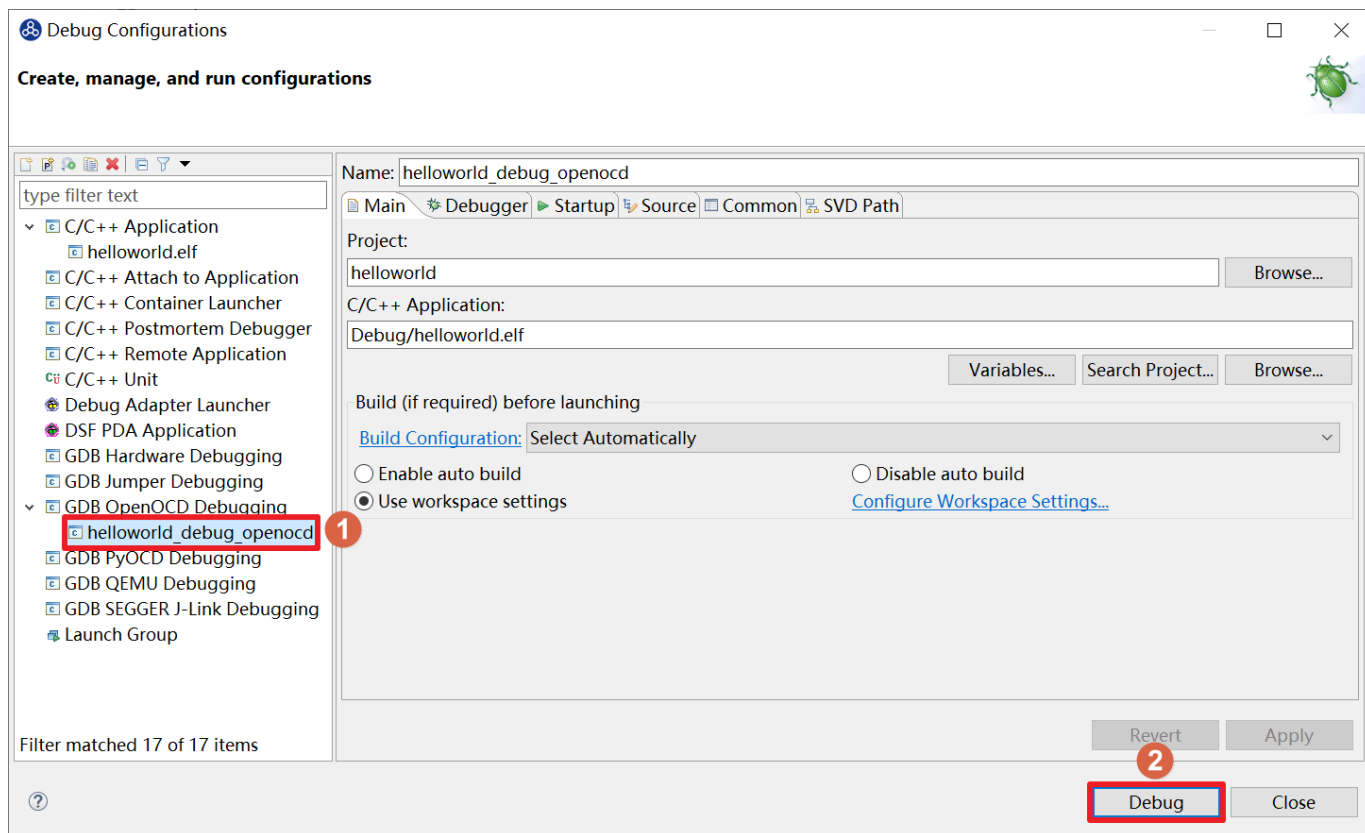 Debug Configurations
Create, manage, and run configurations
type filter text
C/C++ Application
helloworld.elf
C/C++ Attach to Application
C/C++ Container Launcher
C/C++ Postmortem Debugger
C/C++ Remote Application
C/C++ Unit
Debug Adapter Launcher
DSF PDA Application
GDB Hardware Debugging
GDB Jumper Debugging
GDB OpenOCD Debugging
helloworld_debug_openocd
1
GDB PyOCD Debugging
GDB QEMU Debugging
GDB SEGGER J-Link Debugging
Launch Group
Filter matched 17 of 17 items
Name: helloworld_debug_openocd
Main Debugger Startup Source Common SVD Path
Project:
helloworld Browse...
C/C++ Application:
Debug/helloworld.elf
Variables... Search Project... Browse...
Build (if required) before launching
Build Configuration: Select Automatically
Enable auto build Disable auto build
Use workspace settings Configure Workspace Settings...
Revert Apply
2
Debug Close